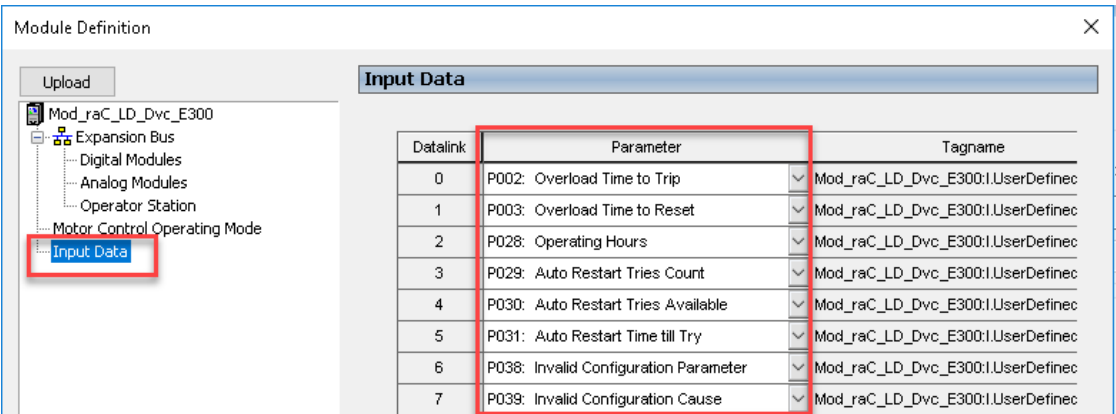 Module Definition
Upload
Input Data
Mod_raC_LD_Dvc_E300
Expansion Bus
Digital Modules
Analog Modules
Operator Station
Motor Control Operating Mode
Input Data
Datalink Parameter Tagname
0 P002: Overload Time to Trip Mod_raC_LD_Dvc_E300:I.UserDefinec
1 P003: Overload Time to Reset Mod_raC_LD_Dvc_E300:I.UserDefinec
2 P028: Operating Hours Mod_raC_LD_Dvc_E300:I.UserDefinec
3 P029: Auto Restart Tries Count Mod_raC_LD_Dvc_E300:I.UserDefinec
4 P030: Auto Restart Tries Available Mod_raC_LD_Dvc_E300:I.UserDefinec
5 P031: Auto Restart Time till Try Mod_raC_LD_Dvc_E300:I.UserDefinec
6 P038: Invalid Configuration Parameter Mod_raC_LD_Dvc_E300:I.UserDefinec
7 P039: Invalid Configuration Cause Mod_raC_LD_Dvc_E300:I.UserDefinec